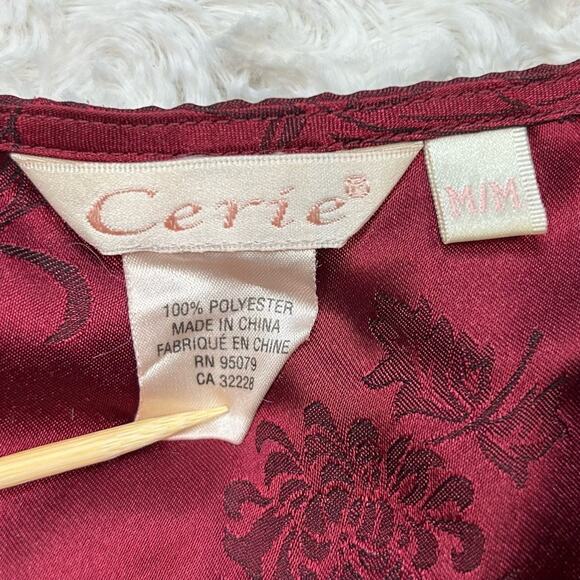 Cerie®
M/M
100% POLYESTER
MADE IN CHINA
FABRIQUÉ EN CHINE
RN 95079
CA 32228